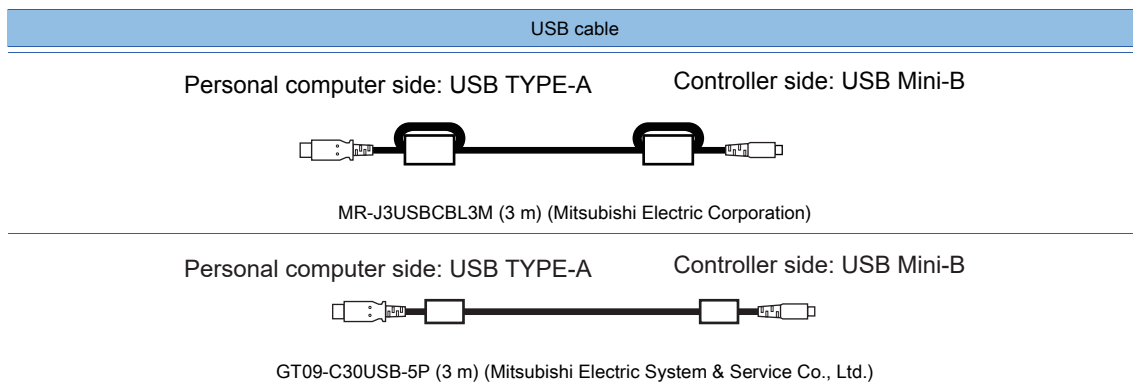 USB cable
Personal computer side: USB TYPE-A Controller side: USB Mini-B
MR-J3USBCBL3M (3 m) (Mitsubishi Electric Corporation)
Personal computer side: USB TYPE-A Controller side: USB Mini-B
GT09-C30USB-5P (3 m) (Mitsubishi Electric System & Service Co., Ltd.)